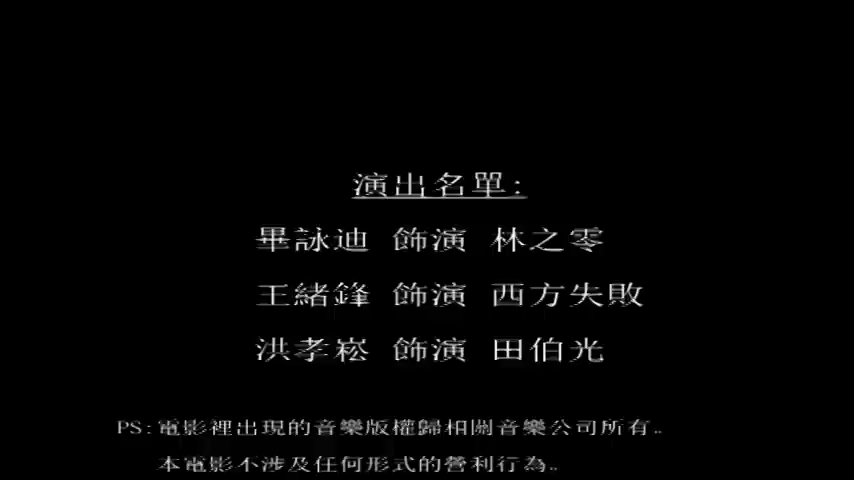 演出名單:
畢詠迪 飾演 林之零
王緒鋒 飾演 西方失敗
洪孝崧 飾演 田伯光
PS:電影裡出現的音樂版權歸相關音樂公司所有..
本電影不涉及任何形式的營利行為..